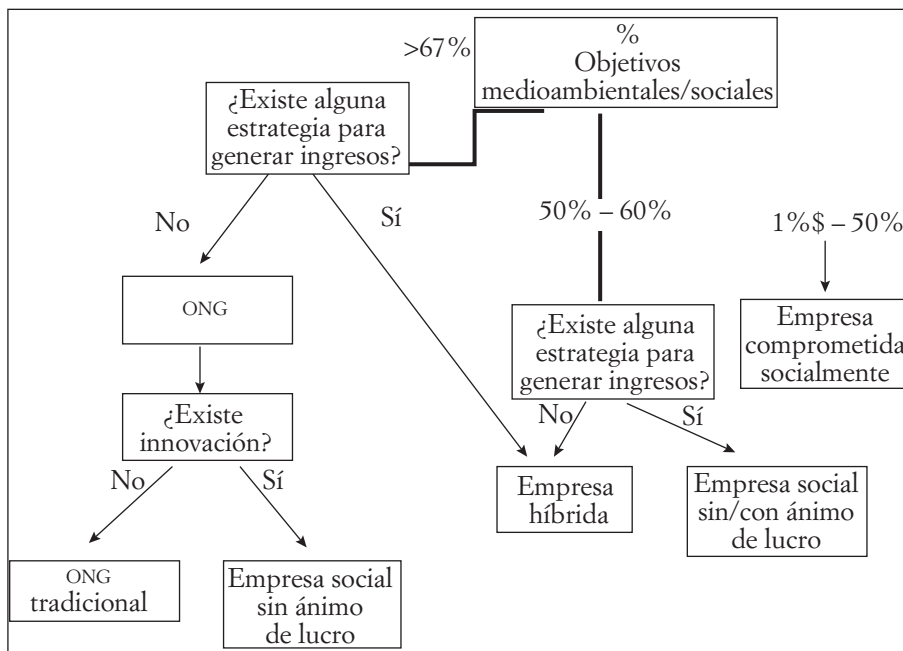 >67%
%
Objetivos
medioambientales/sociales
¿Existe alguna
estrategia para
generar ingresos?
No
Sí
50% – 60%
1%$ – 50%
ONG
¿Existe alguna
estrategia para
generar ingresos?
Empresa
comprometida
socialmente
¿Existe
innovación?
No
Sí
No
Sí
Empresa
híbrida
Empresa social
sin/con ánimo
de lucro
ONG
tradicional
Empresa social
sin ánimo
de lucro